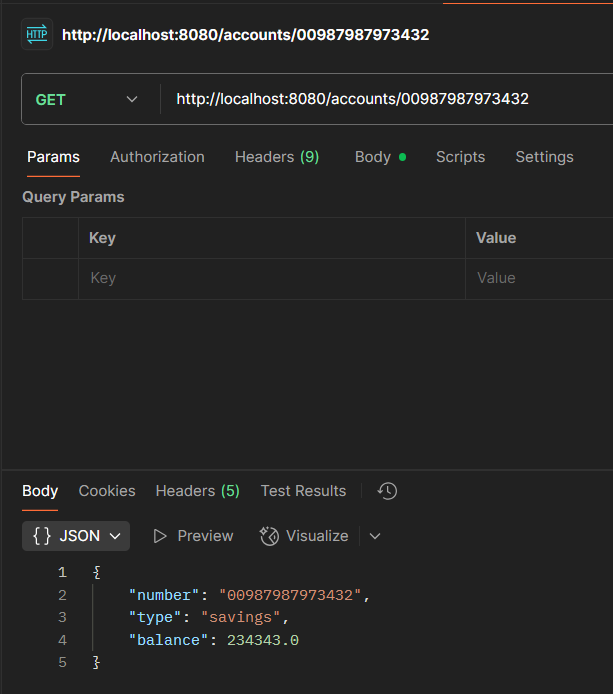 HTTP http://localhost:8080/accounts/00987987973432
GET http://localhost:8080/accounts/00987987973432
Params Authorization Headers (9) Body Scripts Settings
Query Params
Key Value
Key Value
Body Cookies Headers (5) Test Results
{} JSON Preview Visualize
1 {
2 "number": "00987987973432",
3 "type": "savings",
4 "balance": 234343.0
5 }